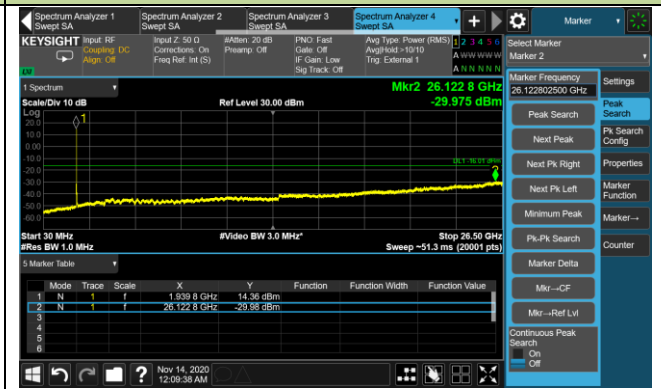 Spectrum Analyzer 1
Swept SA
Spectrum Analyzer 2
Swept SA
Spectrum Analyzer 3
Swept SA
Spectrum Analyzer 4
Swept SA
Marker
KEYSIGHT
Input: RF
Coupling: DC
Align: Off
Input Z: 50 Ω
Corrections: On
Freq Ref: Int (S)
#Atten: 20 dB
Preamp: Off
PNO: Fast
Gate: Off
IF Gain: Low
Sig Track: Off
Avg Type: Power (RMS)
Avg|Hold:>10/10
Trig: External 1
1 2 3 4 5 6
A W W W W W
A N N N N N
Select Marker
Marker 2
1 Spectrum
Mkr2 26.122 8 GHz
-29.975 dBm
Scale/Div 10 dB
Ref Level 30.00 dBm
Log
20.0
10.0
0.00
-10.0
-20.0
-30.0
-40.0
-50.0
-60.0
1
2
Start 30 MHz
#Video BW 3.0 MHz*
Stop 26.50 GHz
#Res BW 1.0 MHz
Sweep ~51.3 ms (20001 pts)
Marker Frequency
26.122802500 GHz
Peak Search
Next Peak
Next Pk Right
Next Pk Left
Minimum Peak
Pk-Pk Search
Marker Delta
Mkr→CF
Mkr→Ref Lvl
Continuous Peak
Search
On
Off
Settings
Peak
Search
Pk Search
Config
Properties
Marker
Function
Marker→
Counter
5 Marker Table
Mode Trace Scale X Y Function Function Width Function Value
1 N 1 f 1.939 8 GHz 14.36 dBm
2 N 1 f 26.122 8 GHz -29.98 dBm
3
4
5
6
?
Nov 14, 2020
12:09:38 AM